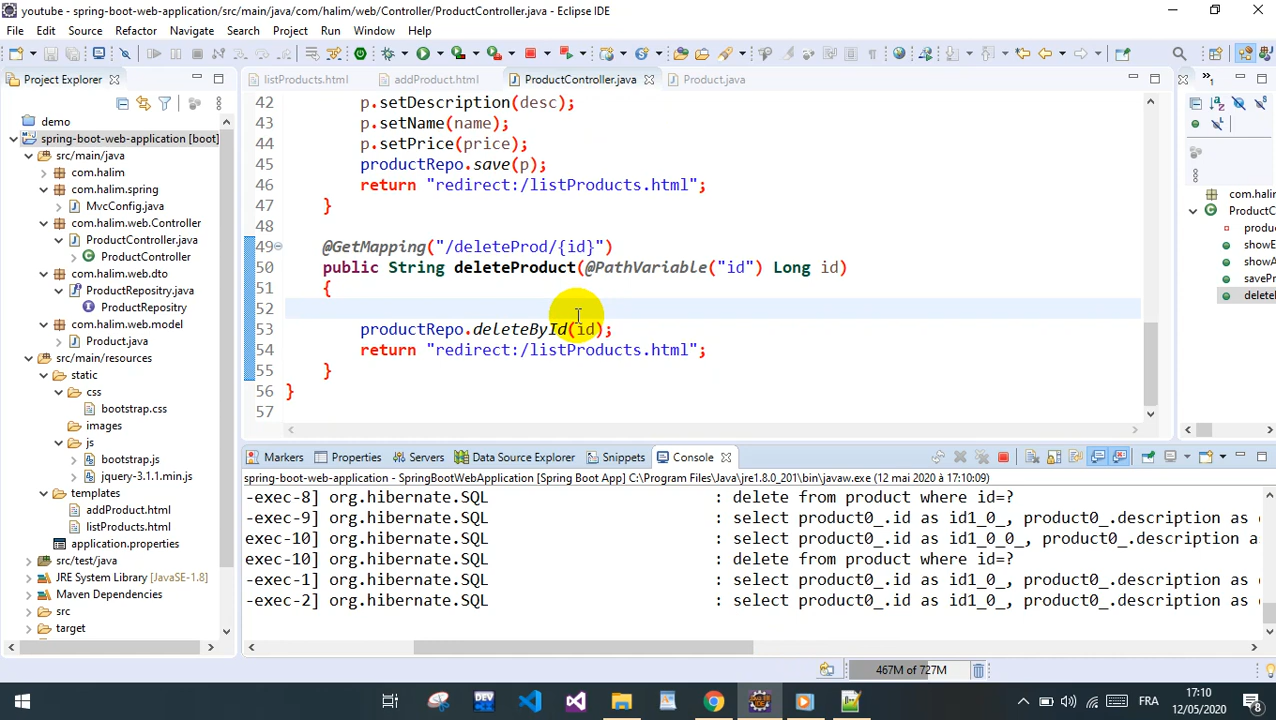 youtube - spring-boot-web-application/src/main/java/com/halim/web/Controller/ProductController.java - Eclipse IDE
File Edit Source Refactor Navigate Search Project Run Window Help
Project Explorer
listProducts.html addProduct.html ProductController.java Product.java
demo
spring-boot-web-application [boot]
src/main/java
com.halim
com.halim.spring
MvcConfig.java
com.halim.web.Controller
ProductController.java
ProductController
com.halim.web.dto
ProductRepositry.java
ProductRepositry
com.halim.web.model
Product.java
src/main/resources
static
css
bootstrap.css
images
js
bootstrap.js
jquery-3.1.1.min.js
templates
addProduct.html
listProducts.html
application.properties
src/test/java
JRE System Library [JavaSE-1.8]
Maven Dependencies
src
target
42 p.setDescription(desc);
43 p.setName(name);
44 p.setPrice(price);
45 productRepo.save(p);
46 return "redirect:/listProducts.html";
47 }
48
49 @GetMapping("/deleteProd/{id}")
50 public String deleteProduct(@PathVariable("id") Long id)
51 {
52
53 productRepo.deleteById(id);
54 return "redirect:/listProducts.html";
55 }
56 }
57
com.halim
ProductC
produc
showE
showA
savePr
delete
Markers Properties Servers Data Source Explorer Snippets Console
spring-boot-web-application - SpringBootWebApplication [Spring Boot App] C:\Program Files\Java\jre1.8.0_201\bin\javaw.exe (12 mai 2020 à 17:10:09)
-exec-8] org.hibernate.SQL : delete from product where id=?
-exec-9] org.hibernate.SQL : select product0_.id as id1_0_, product0_.description as d
exec-10] org.hibernate.SQL : select product0_.id as id1_0_0_, product0_.description a
exec-10] org.hibernate.SQL : delete from product where id=?
-exec-1] org.hibernate.SQL : select product0_.id as id1_0_, product0_.description as d
-exec-2] org.hibernate.SQL : select product0_.id as id1_0_, product0_.description as d
467M of 727M
FRA
17:10
12/05/2020
8